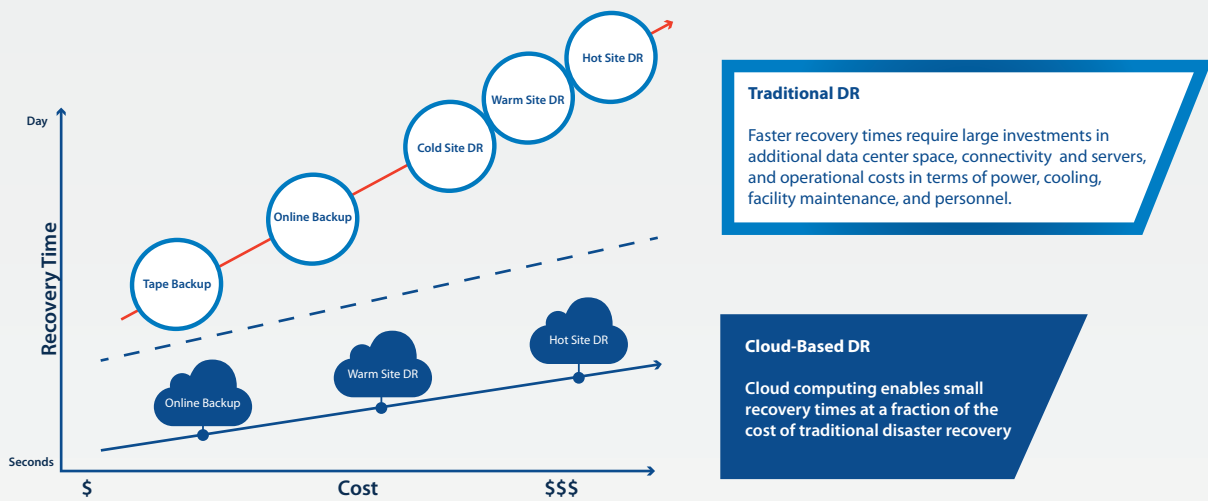 Hot Site DR
Warm Site DR
Cold Site DR
Online Backup
Tape Backup
Day
Recovery Time
Seconds
Online Backup
Warm Site DR
Hot Site DR
$
Cost
$$$
Traditional DR
Faster recovery times require large investments in
additional data center space, connectivity and servers,
and operational costs in terms of power, cooling,
facility maintenance, and personnel.
Cloud-Based DR
Cloud computing enables small
recovery times at a fraction of the
cost of traditional disaster recovery